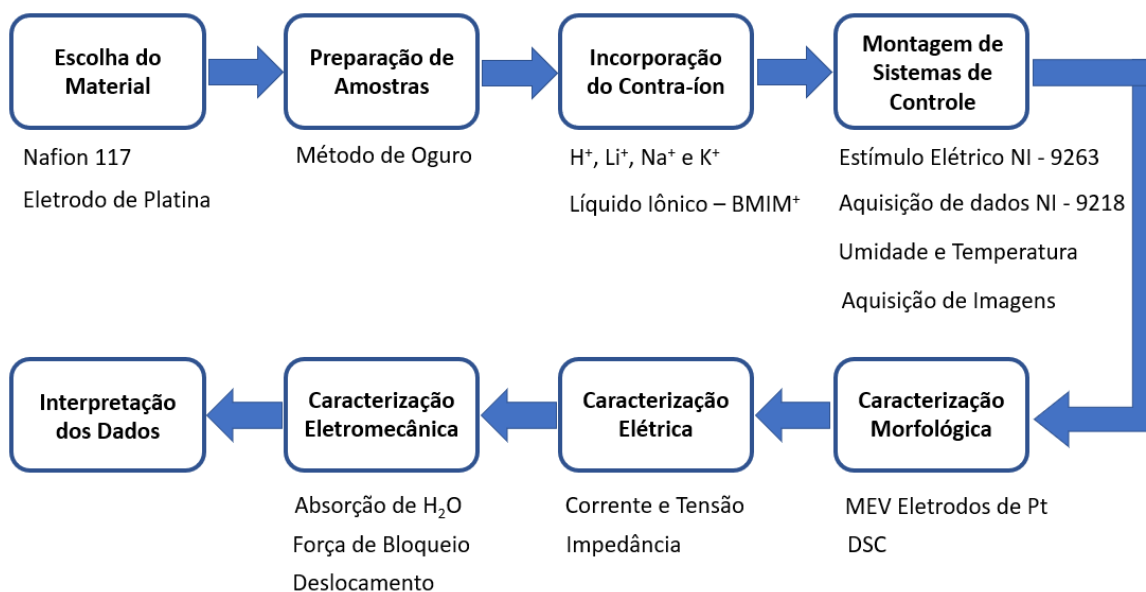 Escolha do
Material
Nafion 117
Eletrodo de Platina
Preparação de
Amostras
Método de Oguro
Incorporação
do Contra-íon
H⁺, Li⁺, Na⁺ e K⁺
Líquido Iônico – BMIM⁺
Montagem de
Sistemas de
Controle
Estímulo Elétrico NI - 9263
Aquisição de dados NI - 9218
Umidade e Temperatura
Aquisição de Imagens
Caracterização
Morfológica
MEV Eletrodos de Pt
DSC
Caracterização
Elétrica
Corrente e Tensão
Impedância
Caracterização
Eletromecânica
Absorção de H₂O
Força de Bloqueio
Deslocamento
Interpretação
dos Dados